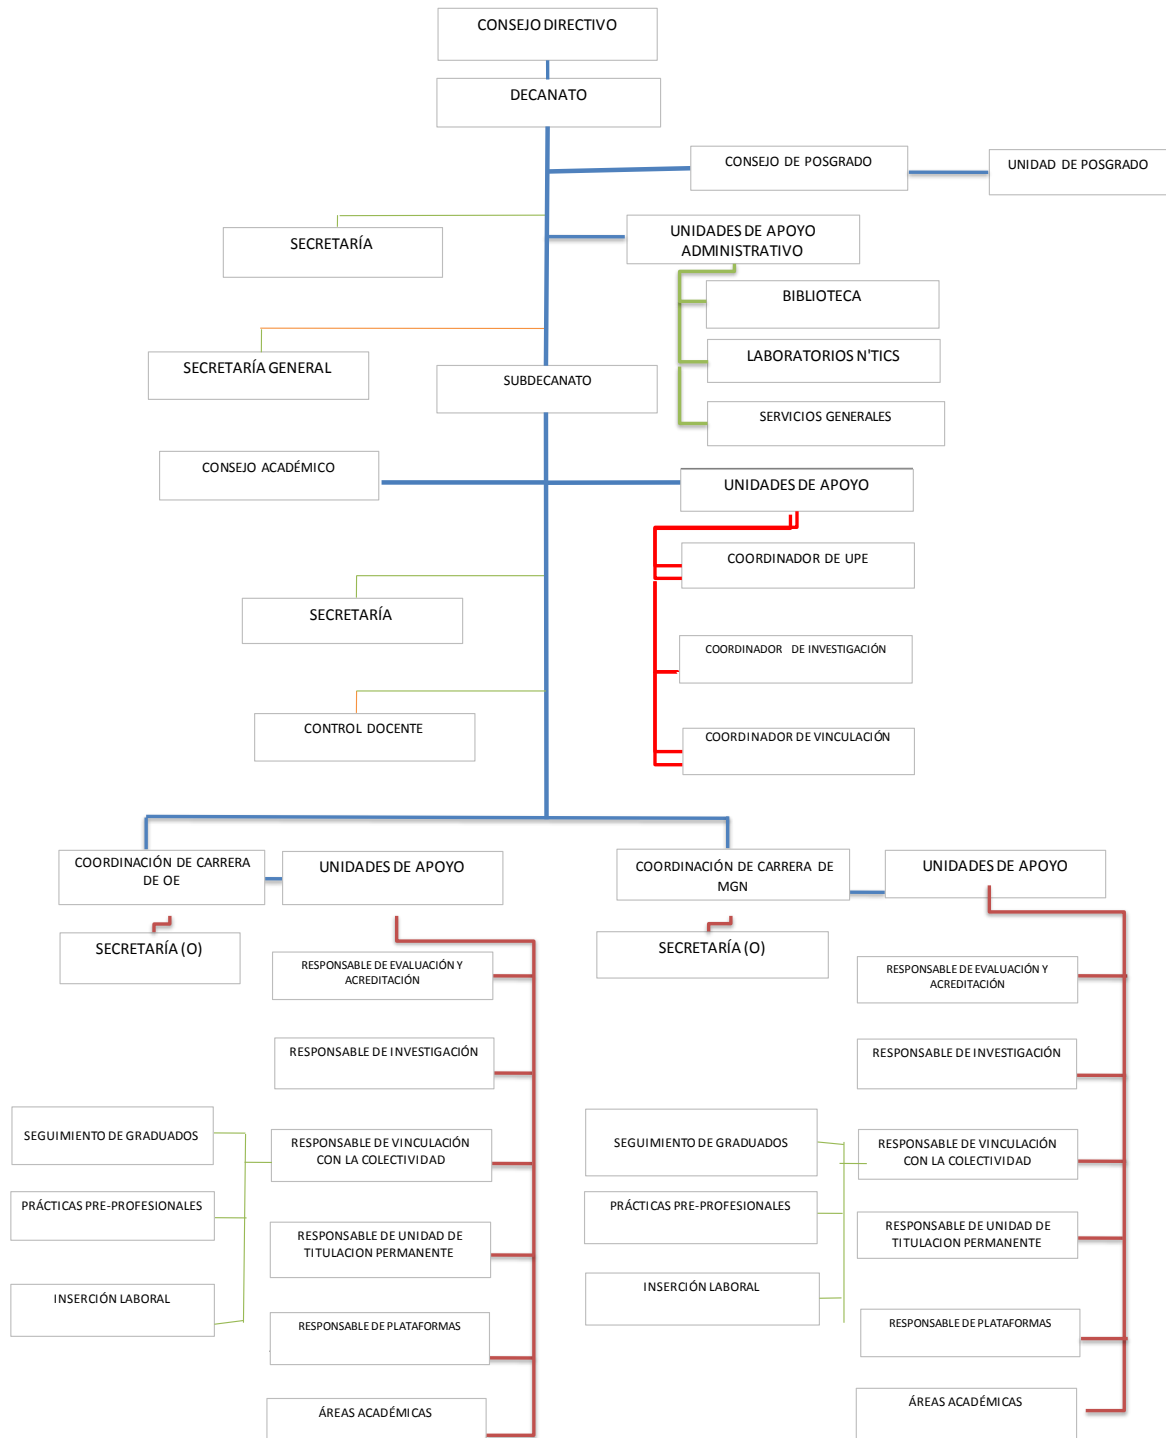 CONSEJO DIRECTIVO
DECANATO
CONSEJO DE POSGRADO
UNIDAD DE POSGRADO
SECRETARÍA
UNIDADES DE APOYO
ADMINISTRATIVO
BIBLIOTECA
SECRETARÍA GENERAL
LABORATORIOS N'TICS
SUBDECANATO
SERVICIOS GENERALES
CONSEJO ACADÉMICO
UNIDADES DE APOYO
COORDINADOR DE UPE
SECRETARÍA
COORDINADOR DE INVESTIGACIÓN
CONTROL DOCENTE
COORDINADOR DE VINCULACIÓN
COORDINACIÓN DE CARRERA
DE OE
UNIDADES DE APOYO
COORDINACIÓN DE CARRERA DE
MGN
UNIDADES DE APOYO
SECRETARÍA (O)
SECRETARÍA (O)
RESPONSABLE DE EVALUACIÓN Y
ACREDITACIÓN
RESPONSABLE DE EVALUACIÓN Y
ACREDITACIÓN
RESPONSABLE DE INVESTIGACIÓN
RESPONSABLE DE INVESTIGACIÓN
SEGUIMIENTO DE GRADUADOS
RESPONSABLE DE VINCULACIÓN
CON LA COLECTIVIDAD
SEGUIMIENTO DE GRADUADOS
RESPONSABLE DE VINCULACIÓN
CON LA COLECTIVIDAD
PRÁCTICAS PRE-PROFESIONALES
RESPONSABLE DE UNIDAD DE
TITULACION PERMANENTE
PRÁCTICAS PRE-PROFESIONALES
RESPONSABLE DE UNIDAD DE
TITULACION PERMANENTE
INSERCIÓN LABORAL
RESPONSABLE DE PLATAFORMAS
INSERCIÓN LABORAL
RESPONSABLE DE PLATAFORMAS
ÁREAS ACADÉMICAS
ÁREAS ACADÉMICAS